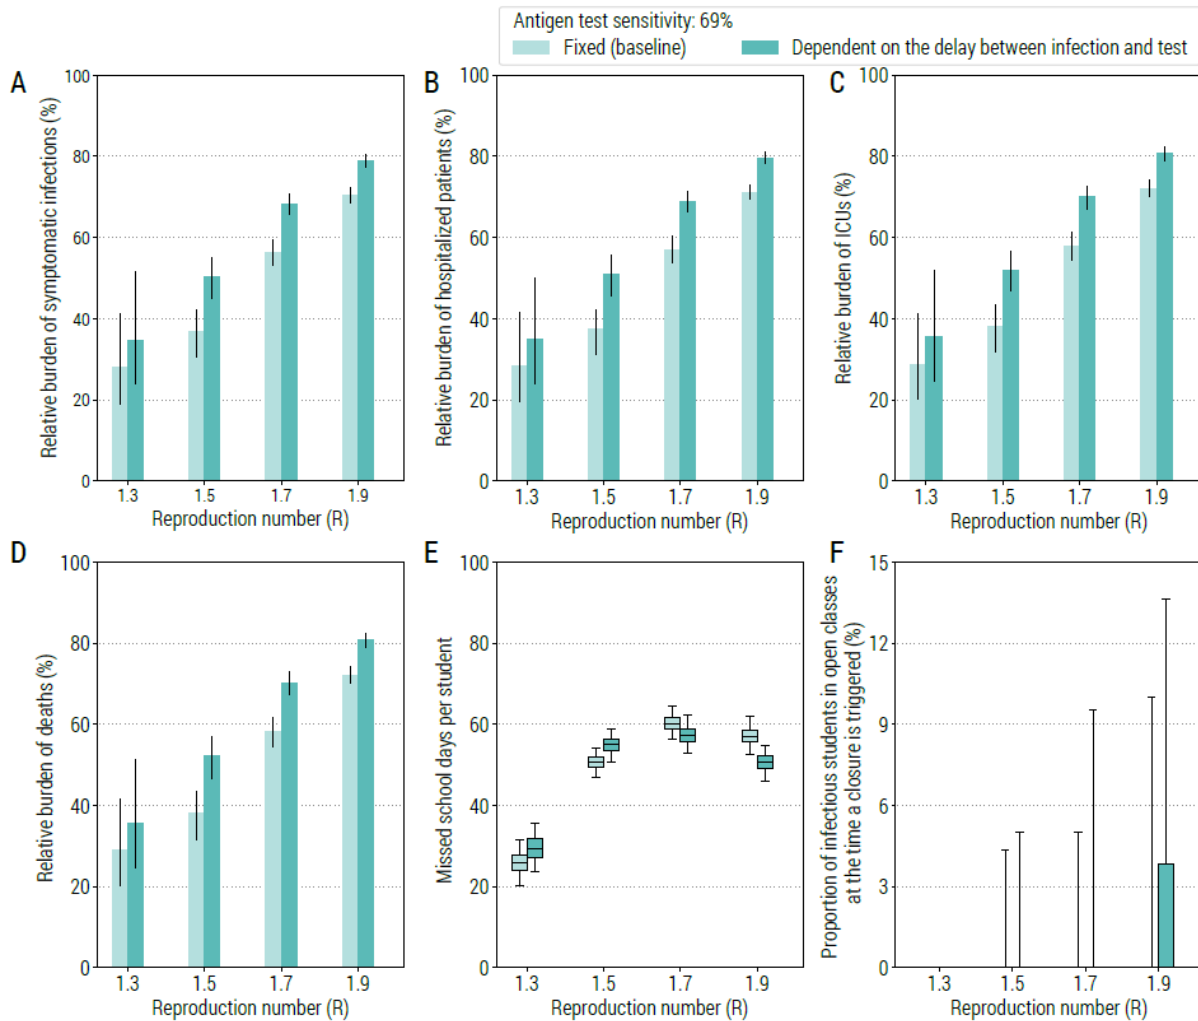 Antigen test sensitivity: 69%
Fixed (baseline)
Dependent on the delay between infection and test
A
Relative burden of symptomatic infections (%)
100
80
60
40
20
0
1.3 1.5 1.7 1.9
Reproduction number (R)
B
Relative burden of hospitalized patients (%)
100
80
60
40
20
0
1.3 1.5 1.7 1.9
Reproduction number (R)
C
Relative burden of ICUs (%)
100
80
60
40
20
0
1.3 1.5 1.7 1.9
Reproduction number (R)
D
Relative burden of deaths (%)
100
80
60
40
20
0
1.3 1.5 1.7 1.9
Reproduction number (R)
E
Missed school days per student
100
80
60
40
20
0
1.3 1.5 1.7 1.9
Reproduction number (R)
F
Proportion of infectious students in open classes
at the time a closure is triggered (%)
15
12
9
6
3
0
1.3 1.5 1.7 1.9
Reproduction number (R)